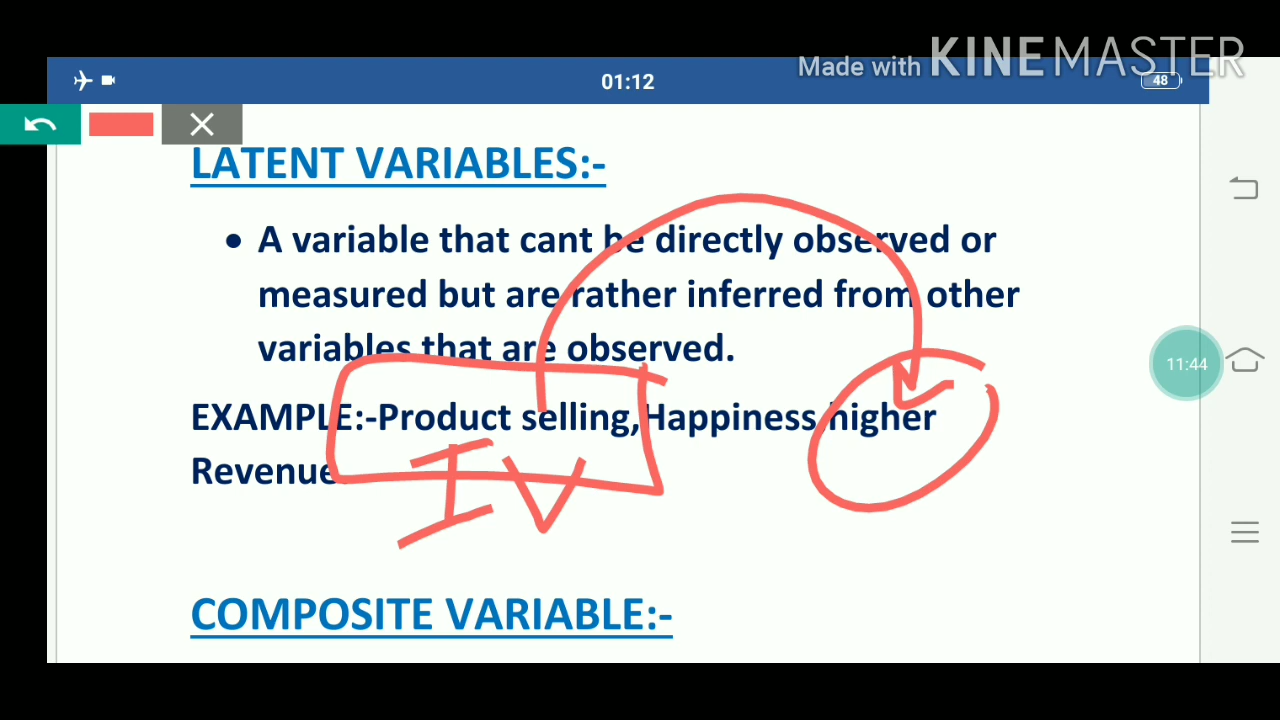 Made with KINEMASTER
01:12
48
LATENT VARIABLES:-
• A variable that cant be directly observed or
measured but are rather inferred from other
variables that are observed.
11:44
EXAMPLE:-Product selling,Happiness,higher
Revenue
IV
COMPOSITE VARIABLE:-